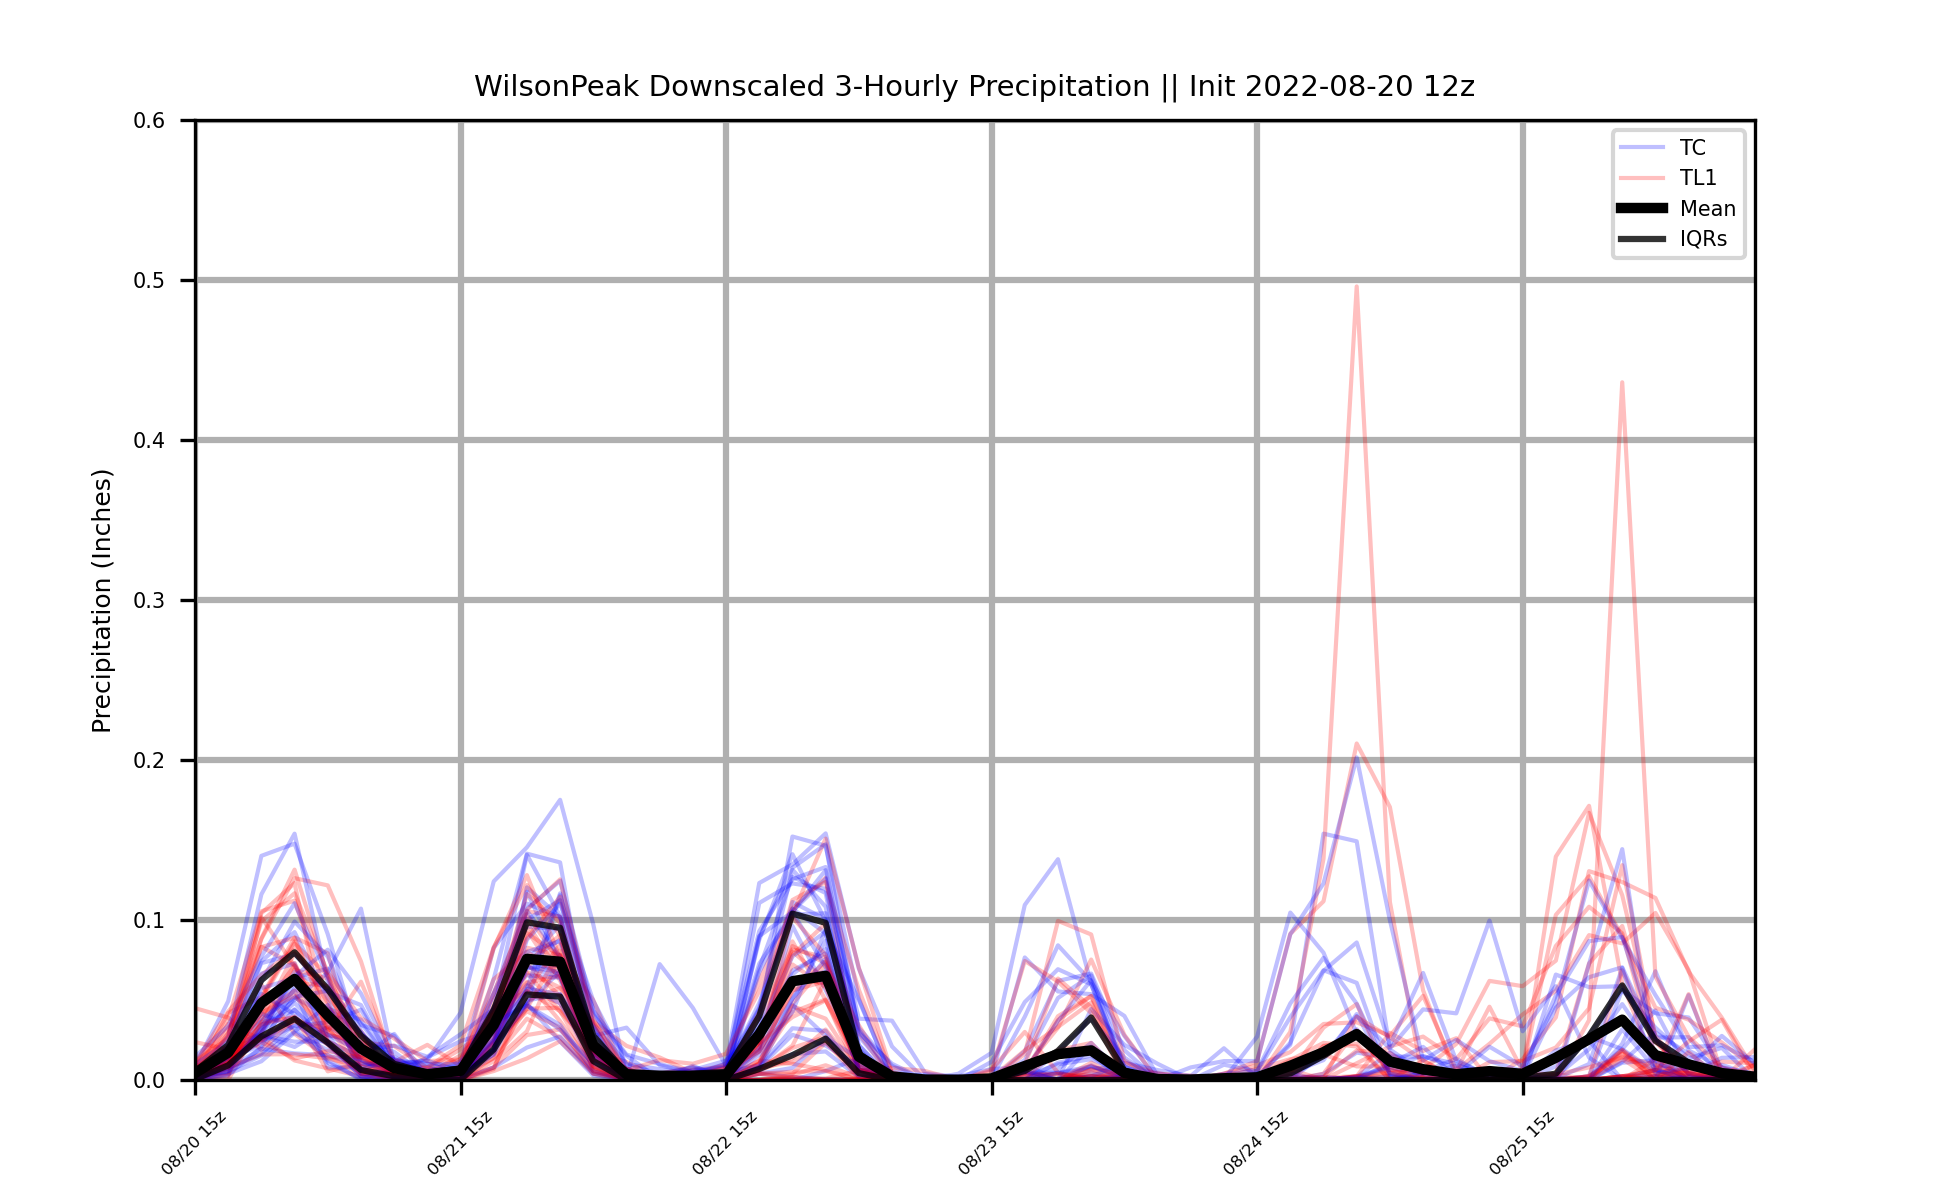 WilsonPeak Downscaled 3-Hourly Precipitation || Init 2022-08-20 12z
Precipitation (Inches)
0.6
0.5
0.4
0.3
0.2
0.1
0.0
TC
TL1
Mean
IQRs
08/20 15z
08/21 15z
08/22 15z
08/23 15z
08/24 15z
08/25 15z